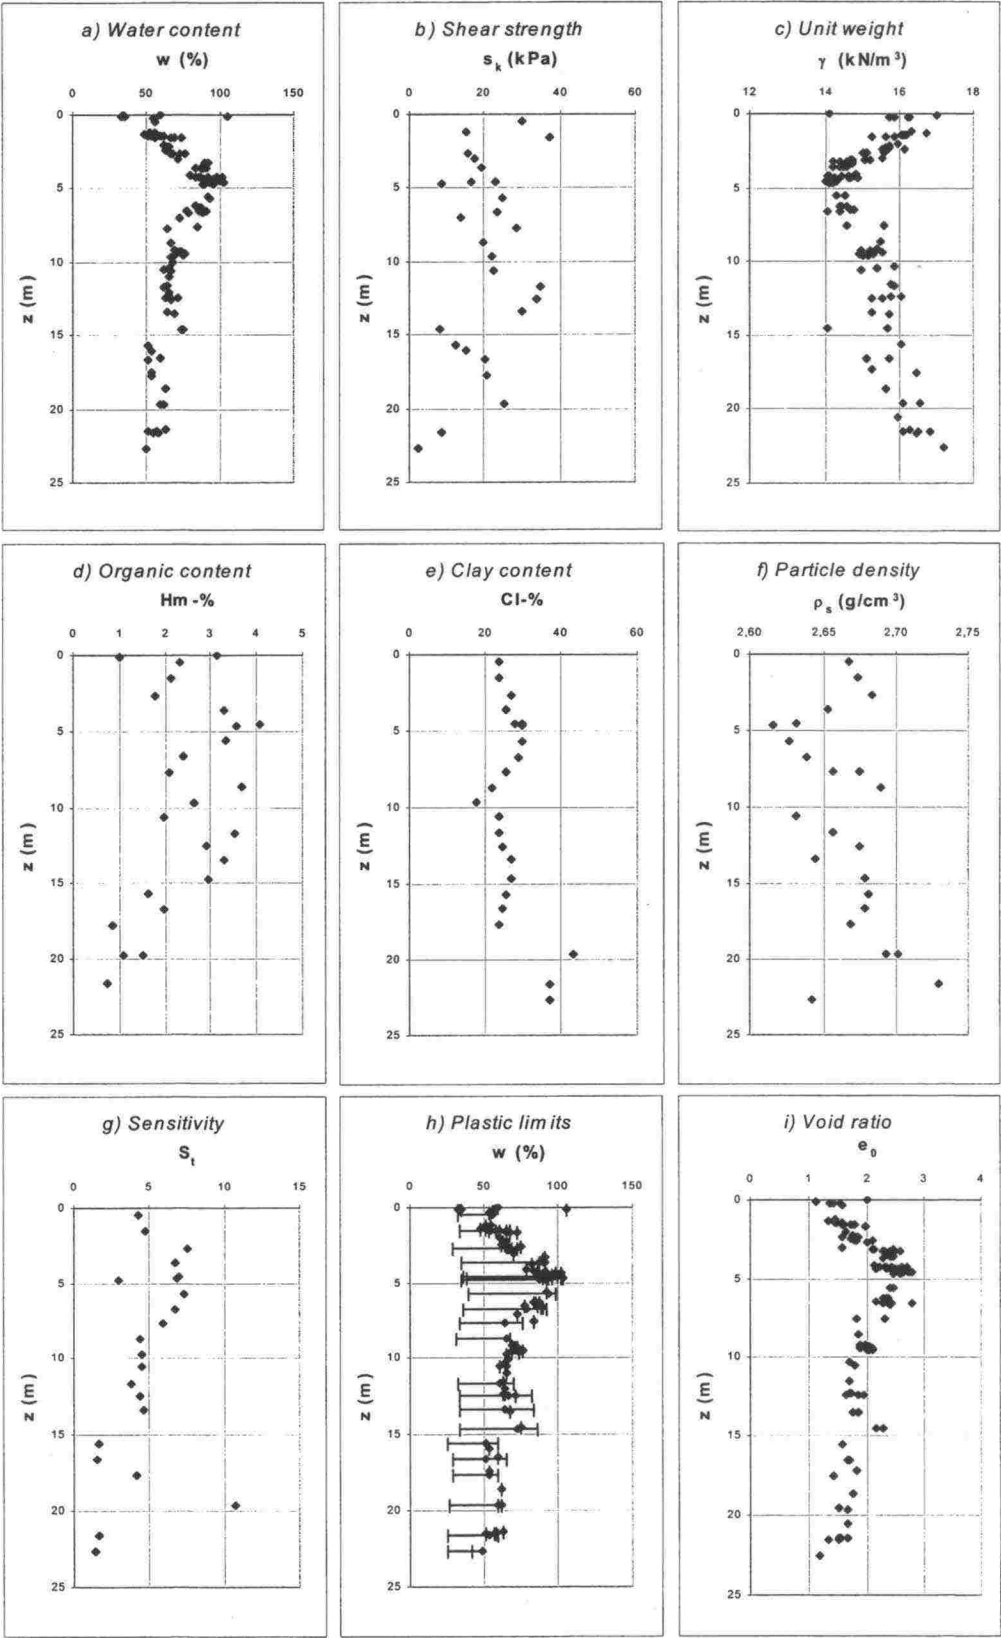 a) Water content
w (%)
0 50 100 150
0
5
10
15
20
25
z (m)
b) Shear strength
sk (kPa)
0 20 40 60
0
5
10
15
20
25
z (m)
c) Unit weight
γ (kN/m³)
12 14 16 18
0
5
10
15
20
25
z (m)
d) Organic content
Hm-%
0 1 2 3 4 5
0
5
10
15
20
25
z (m)
e) Clay content
Cl-%
0 20 40 60
0
5
10
15
20
25
z (m)
f) Particle density
ρs (g/cm³)
2,60 2,65 2,70 2,75
0
5
10
15
20
25
z (m)
g) Sensitivity
St
0 5 10 15
0
5
10
15
20
25
z (m)
h) Plastic limits
w (%)
0 50 100 150
0
5
10
15
20
25
z (m)
i) Void ratio
e0
0 1 2 3 4
0
5
10
15
20
25
z (m)